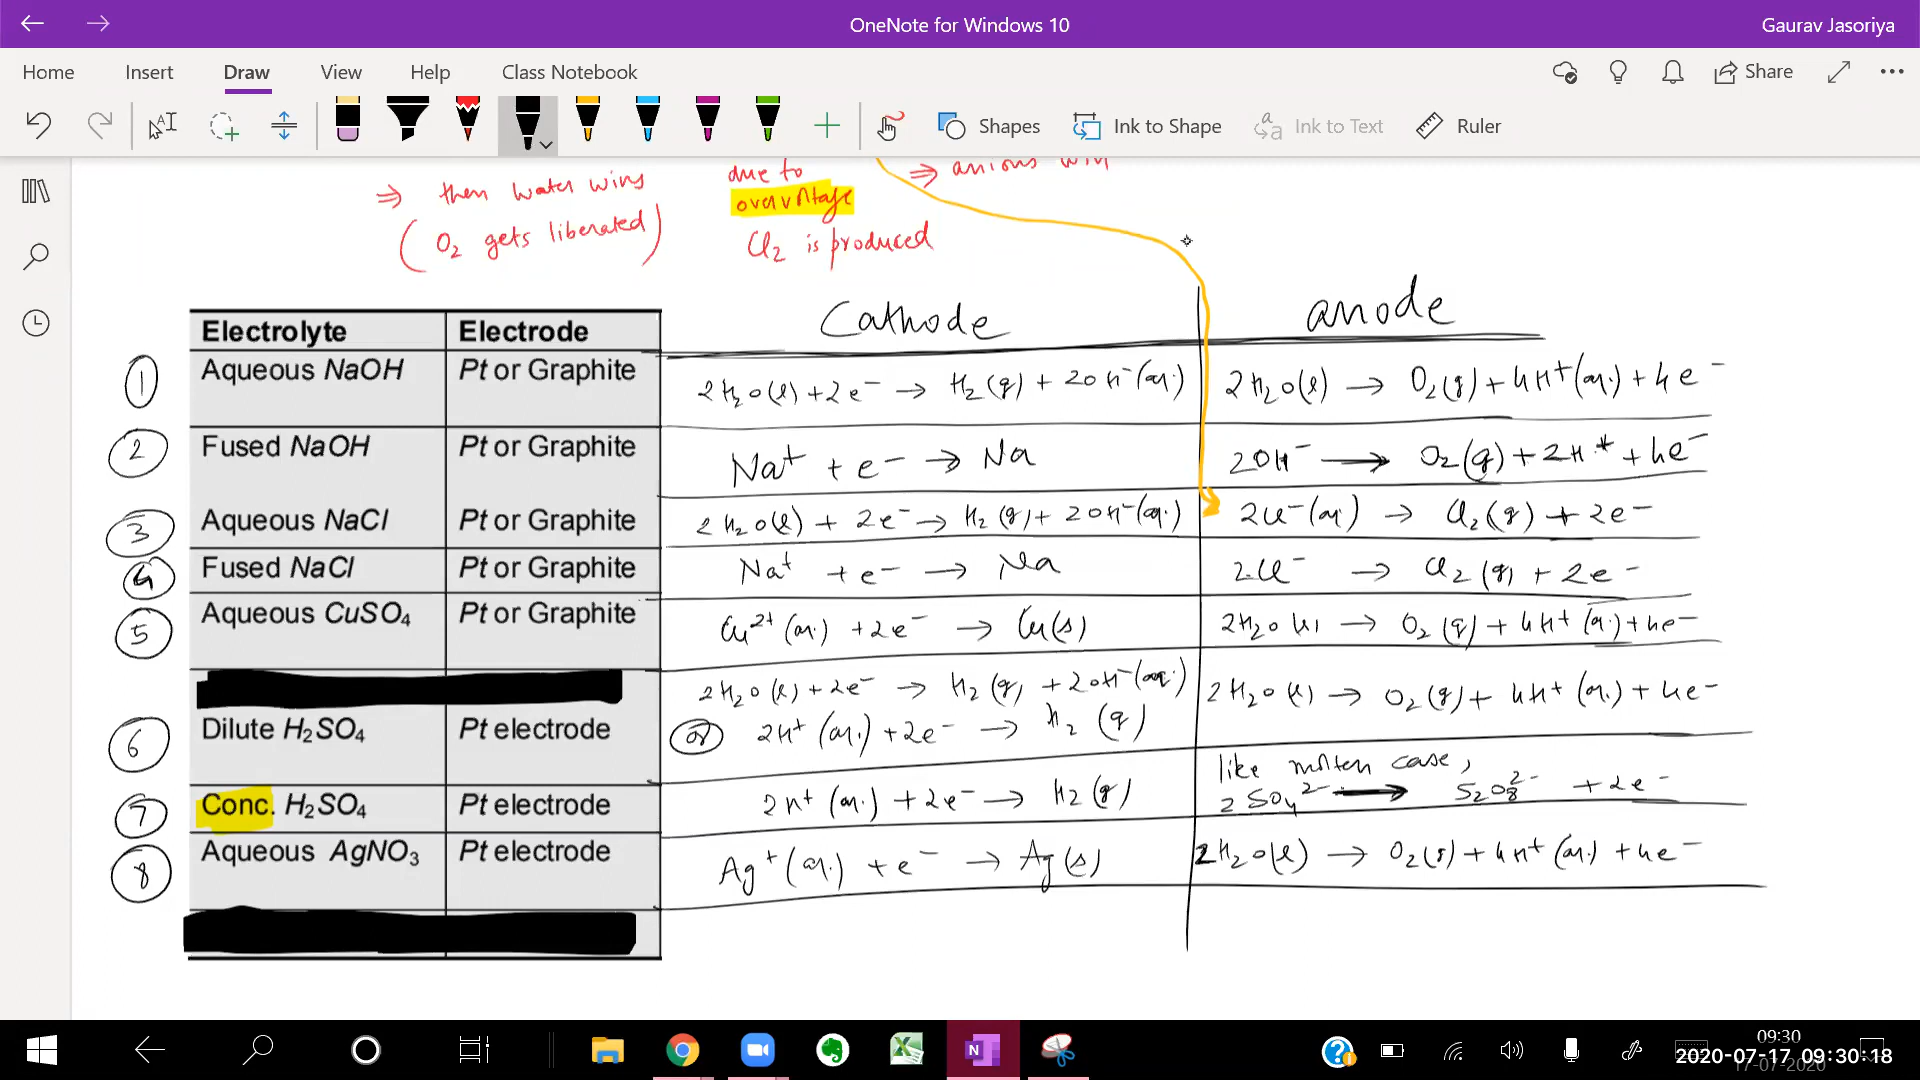 OneNote for Windows 10
Gaurav Jasoriya
Home Insert Draw View Help Class Notebook
Share
Shapes Ink to Shape Ink to Text Ruler
⇒ then water wins
(O₂ gets liberated)
due to
overvoltage
Cl₂ is produced
⇒ anions win
Electrolyte Electrode Cathode anode
① Aqueous NaOH Pt or Graphite 2H₂O(l) + 2e⁻ → H₂(g) + 2OH⁻(aq.) 2H₂O(l) → O₂(g) + 4H⁺(aq.) + 4e⁻
② Fused NaOH Pt or Graphite Na⁺ + e⁻ → Na 2OH⁻ → O₂(g) + 2H⁺ + 4e⁻
③ Aqueous NaCl Pt or Graphite 2H₂O(l) + 2e⁻ → H₂(g) + 2OH⁻(aq.) 2Cl⁻(aq) → Cl₂(g) + 2e⁻
④ Fused NaCl Pt or Graphite Na⁺ + e⁻ → Na 2Cl⁻ → Cl₂(g) + 2e⁻
⑤ Aqueous CuSO₄ Pt or Graphite Cu²⁺(aq.) + 2e⁻ → Cu(s) 2H₂O(l) → O₂(g) + 4H⁺(aq.) + 4e⁻
2H₂O(l) + 2e⁻ → H₂(g) + 2OH⁻(aq.) 2H₂O(l) → O₂(g) + 4H⁺(aq.) + 4e⁻
⑥ Dilute H₂SO₄ Pt electrode or 2H⁺(aq.) + 2e⁻ → H₂(g)
like molten case,
⑦ Conc. H₂SO₄ Pt electrode 2H⁺(aq.) + 2e⁻ → H₂(g) 2SO₄²⁻ → S₂O₈²⁻ + 2e⁻
⑧ Aqueous AgNO₃ Pt electrode Ag⁺(aq.) + e⁻ → Ag(s) 2H₂O(l) → O₂(g) + 4H⁺(aq.) + 4e⁻
09:30
2020-07-17 09:30:18
17-07-2020